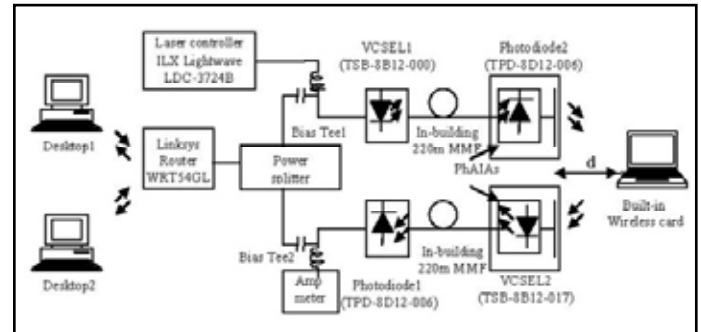 Laser controller
ILX Lightwave
LDC-3724B
VCSEL1
(TSB-8B12-000)
Photodiode2
(TPD-8D12-006)
Desktop1
Linksys
Router
WRT54GL
Bias Tee1
Power
splitter
In-building
220m MMF
PhAIAs
d
Built-in
Wireless card
Desktop2
Bias Tee2
Amp
meter
Photodiode1
(TPD-8D12-006)
In-building
220m MMF
VCSEL2
(TSB-8B12-017)